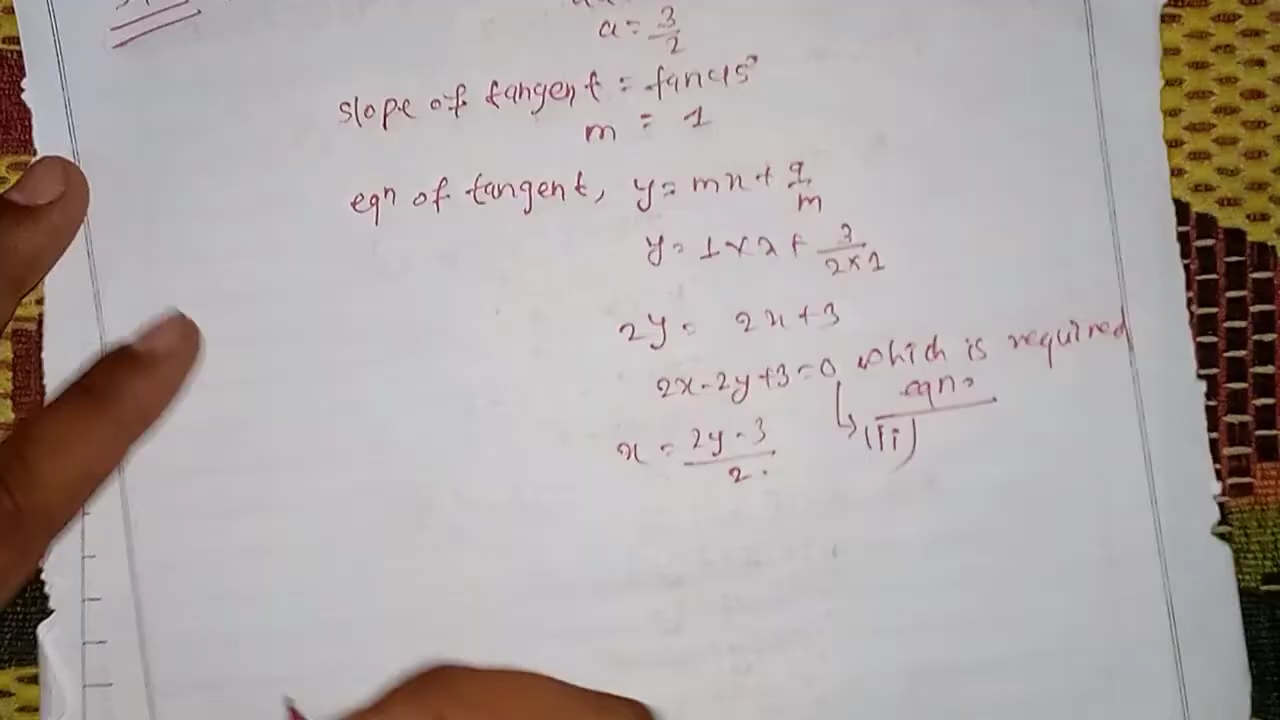 a = 3/2
slope of tangent = tan45°
m = 1
eqn of tangent, y = mx + a/m
y = 1 × x + 3/2×1
2y = 2x + 3
2x - 2y + 3 = 0 which is required eqn.
↳ (ii)
x = 2y - 3/2.